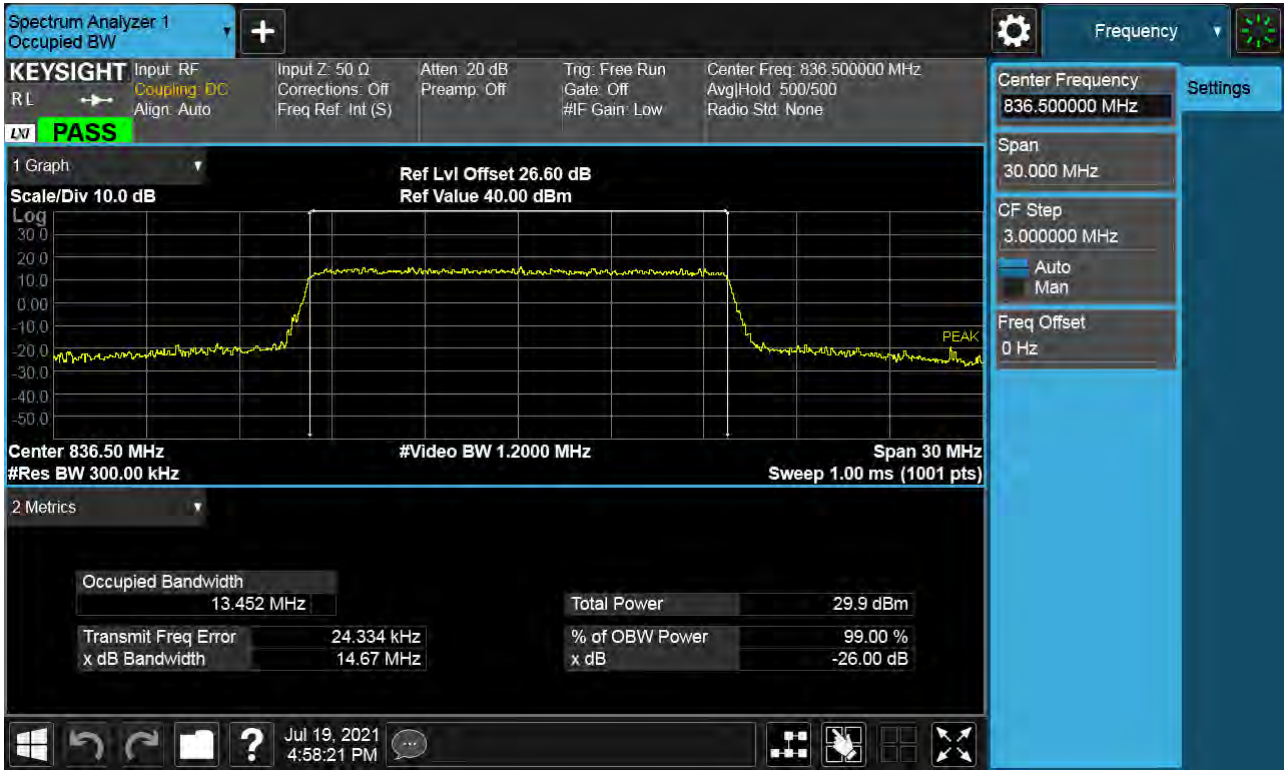 Spectrum Analyzer 1
Occupied BW
+
Frequency
KEYSIGHT
R L
LXI PASS
Input: RF
Coupling: DC
Align: Auto
Input Z: 50 Ω
Corrections: Off
Freq Ref: Int (S)
Atten: 20 dB
Preamp: Off
Trig: Free Run
Gate: Off
#IF Gain: Low
Center Freq: 836.500000 MHz
Avg|Hold: 500/500
Radio Std: None
Center Frequency
836.500000 MHz
Settings
Span
30.000 MHz
CF Step
3.000000 MHz
Auto
Man
Freq Offset
0 Hz
1 Graph
Scale/Div 10.0 dB
Ref Lvl Offset 26.60 dB
Ref Value 40.00 dBm
Log
30.0
20.0
10.0
0.00
-10.0
-20.0
-30.0
-40.0
-50.0
PEAK
Center 836.50 MHz
#Res BW 300.00 kHz
#Video BW 1.2000 MHz
Span 30 MHz
Sweep 1.00 ms (1001 pts)
2 Metrics
Occupied Bandwidth
13.452 MHz
Transmit Freq Error 24.334 kHz
x dB Bandwidth 14.67 MHz
Total Power 29.9 dBm
% of OBW Power 99.00 %
x dB -26.00 dB
?
Jul 19, 2021
4:58:21 PM